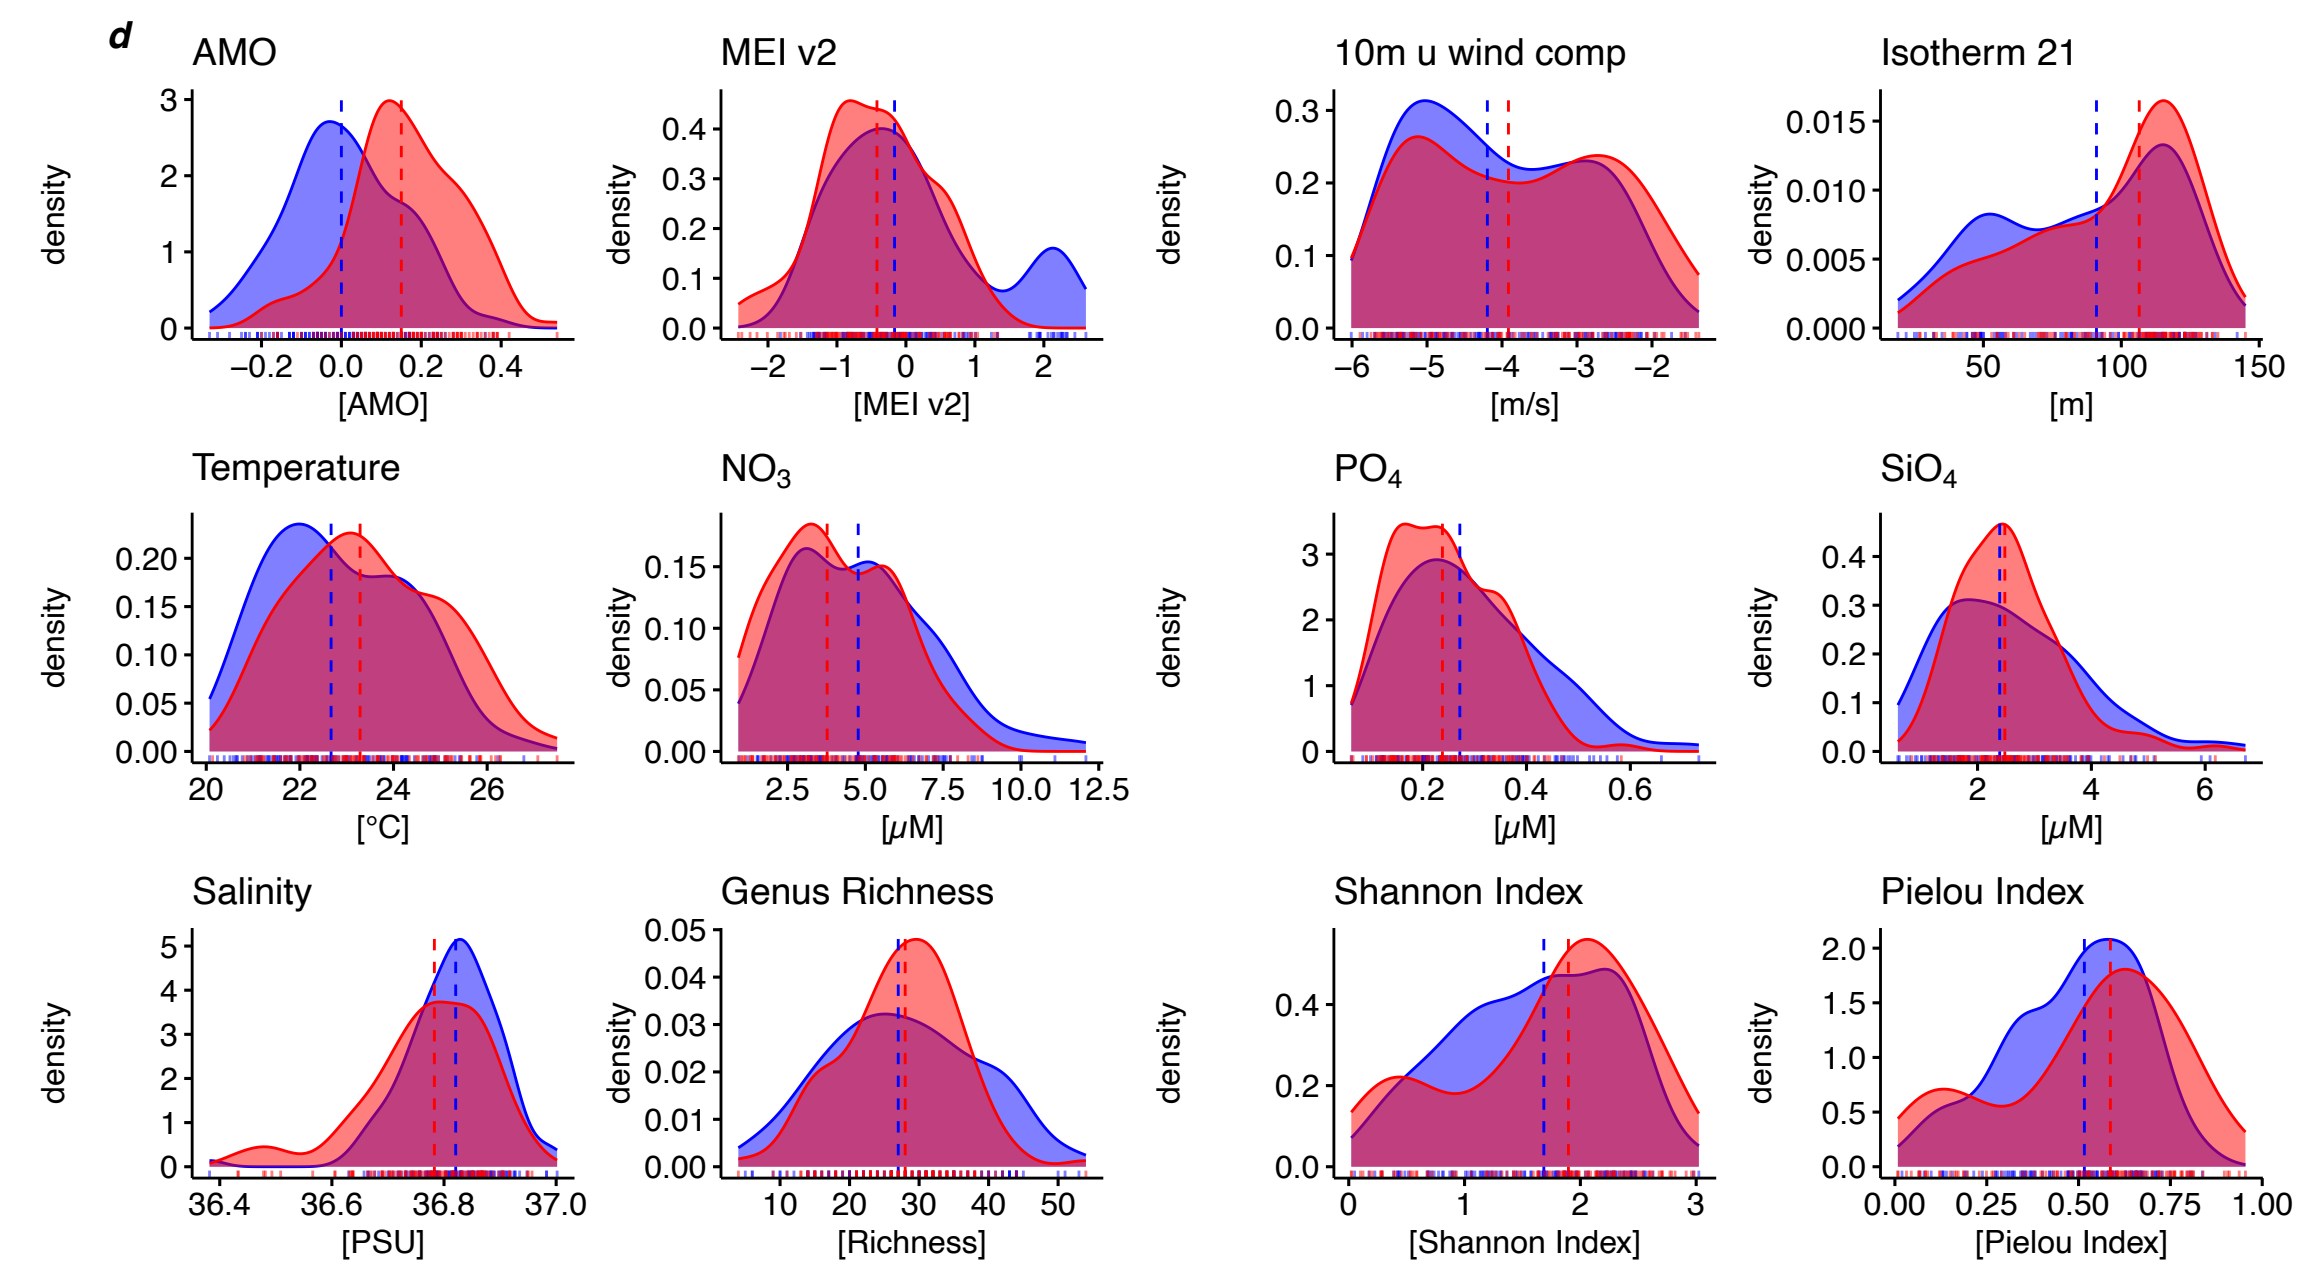 d
AMO
MEI v2
10m u wind comp
Isotherm 21
density
3
2
1
0
−0.2 0.0 0.2 0.4
[AMO]
density
0.4
0.3
0.2
0.1
0.0
−2 −1 0 1 2
[MEI v2]
density
0.3
0.2
0.1
0.0
−6 −5 −4 −3 −2
[m/s]
density
0.015
0.010
0.005
0.000
50 100 150
[m]
Temperature
NO3
PO4
SiO4
density
0.20
0.15
0.10
0.05
0.00
20 22 24 26
[°C]
density
0.15
0.10
0.05
0.00
2.5 5.0 7.5 10.0 12.5
[µM]
density
3
2
1
0
0.2 0.4 0.6
[µM]
density
0.4
0.3
0.2
0.1
0.0
2 4 6
[µM]
Salinity
Genus Richness
Shannon Index
Pielou Index
density
5
4
3
2
1
0
36.4 36.6 36.8 37.0
[PSU]
density
0.05
0.04
0.03
0.02
0.01
0.00
10 20 30 40 50
[Richness]
density
0.4
0.2
0.0
0 1 2 3
[Shannon Index]
density
2.0
1.5
1.0
0.5
0.0
0.00 0.25 0.50 0.75 1.00
[Pielou Index]